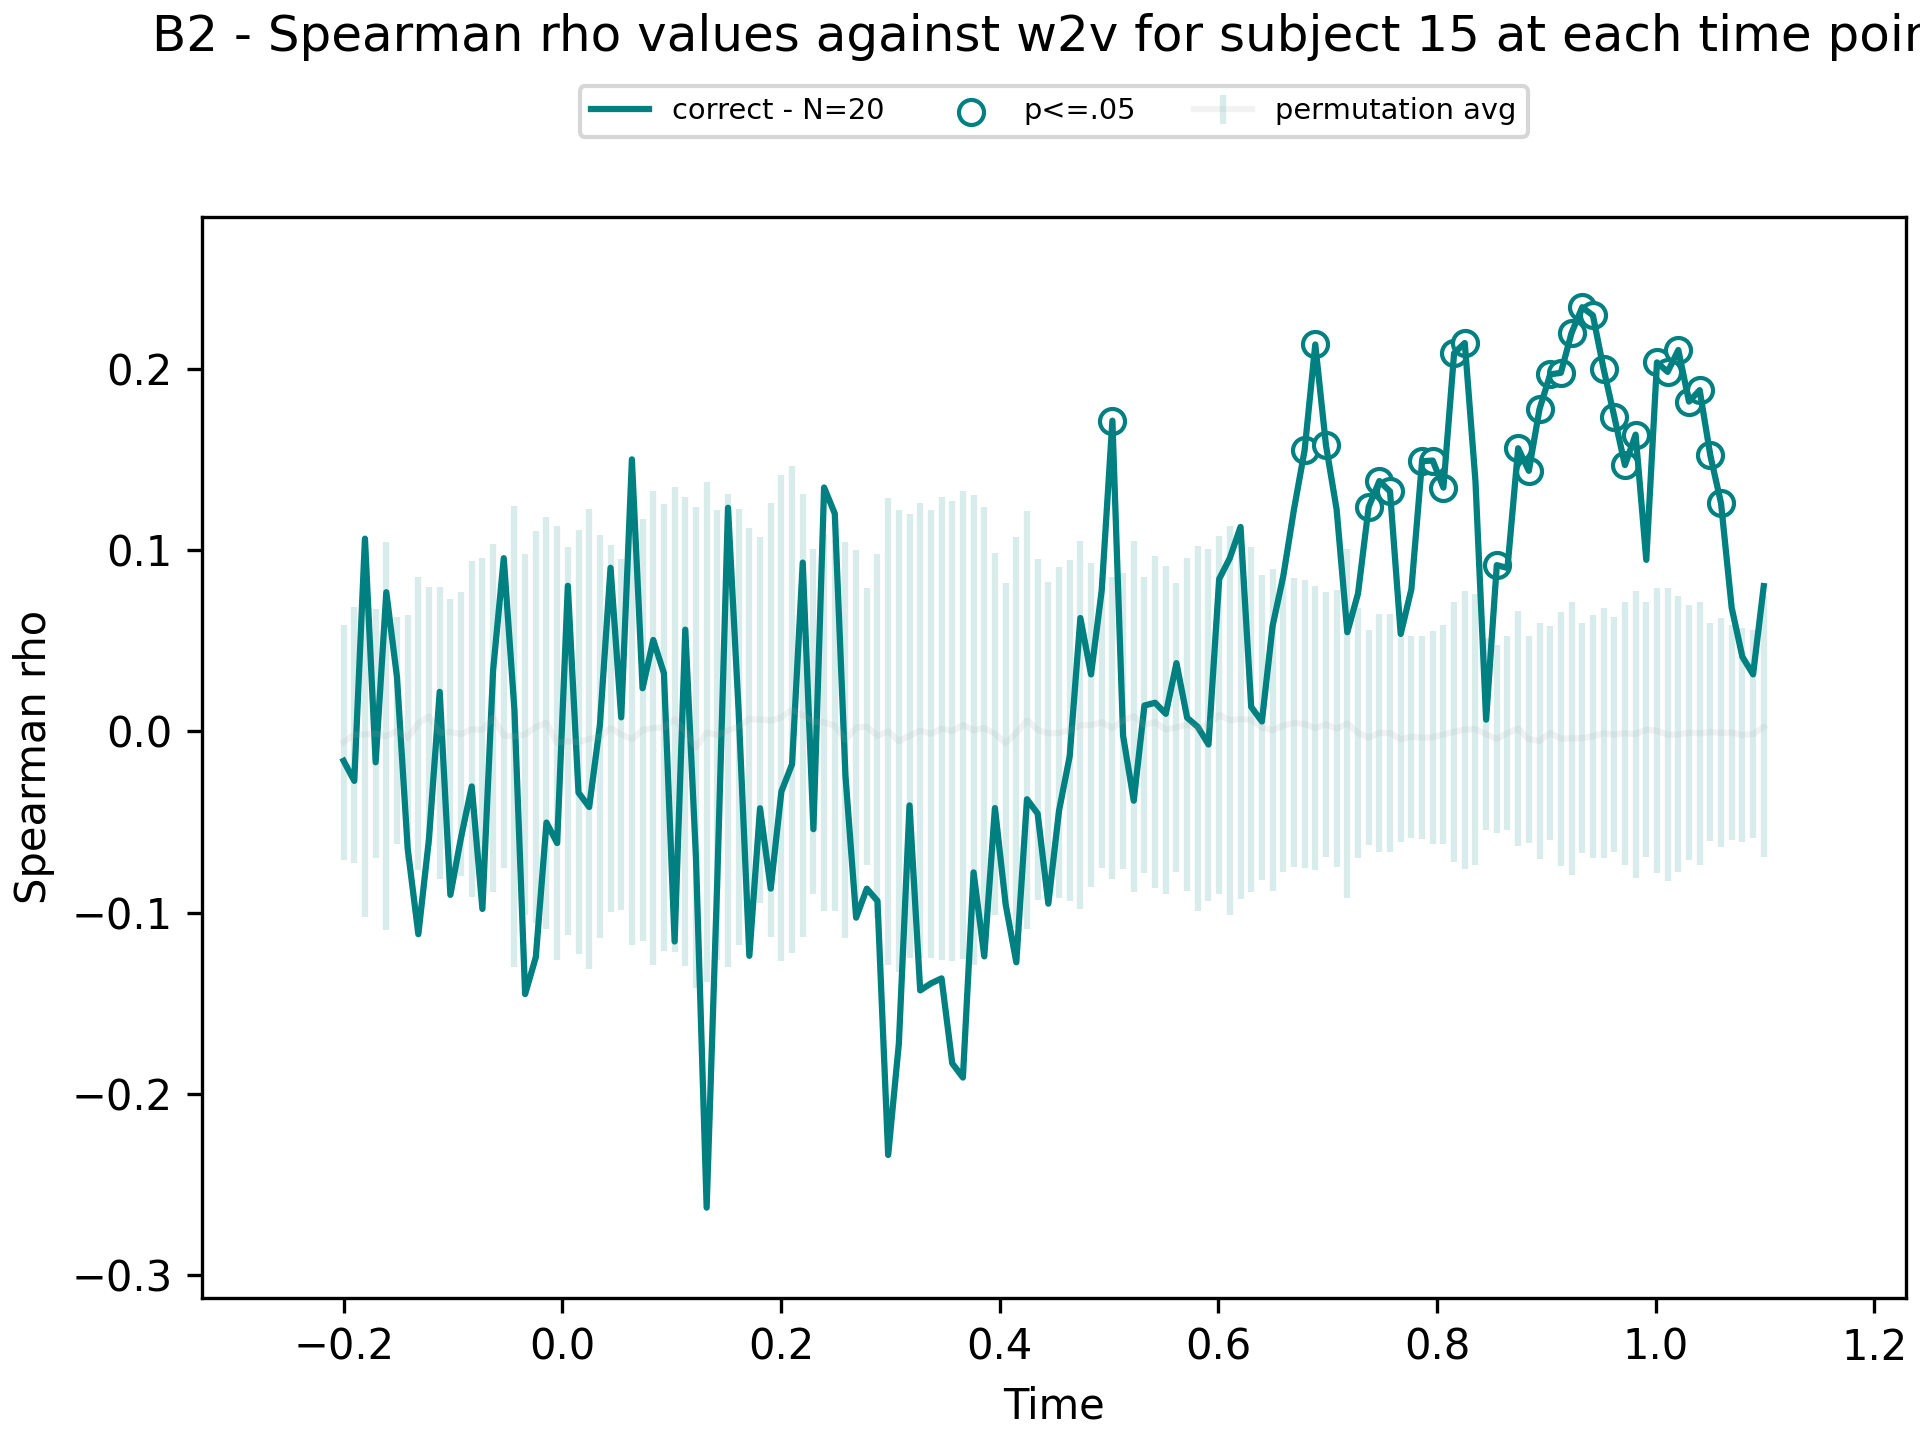 B2 - Spearman rho values against w2v for subject 15 at each time
correct - N=20 p<=.05 permutation avg
Spearman rho
0.2
0.1
0.0
−0.1
−0.2
−0.3
−0.2 0.0 0.2 0.4 0.6 0.8 1.0 1.2
Time